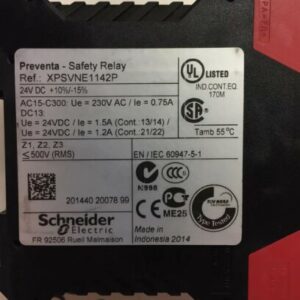 Preventa - Safety Relay
Ref.: XPSVNE1142P
24V DC +10%/-15%
AC15-C300: Ue = 230V AC / Ie = 0.75A
DC13
Ue = 24VDC / Ie = 1.5A (Cont: 13/14)
Ue = 24VDC / Ie = 1.2A (Cont: 21/22)
UL LISTED
IND.CONT.EQ.
170M
Tamb 55°C
Z1, Z2, Z3
≤500V (RMS)
EN / IEC 60947-5-1
N998
201440 20078 99
ME25
Type Tested
Schneider
Electric
FR 92506 Rueil Malmaison
Made in
Indonesia 2014